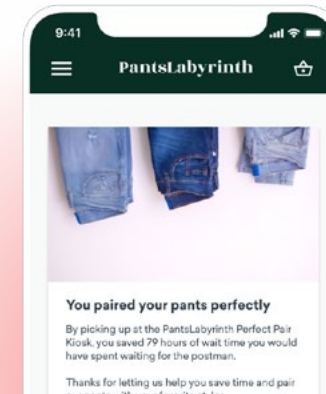 9:41
PantsLabyrinth
You paired your pants perfectly
By picking up at the PantsLabyrinth Perfect Pair
Kiosk, you saved 79 hours of wait time you would
have spent waiting for the postman.
Thanks for letting us help you save time and pair